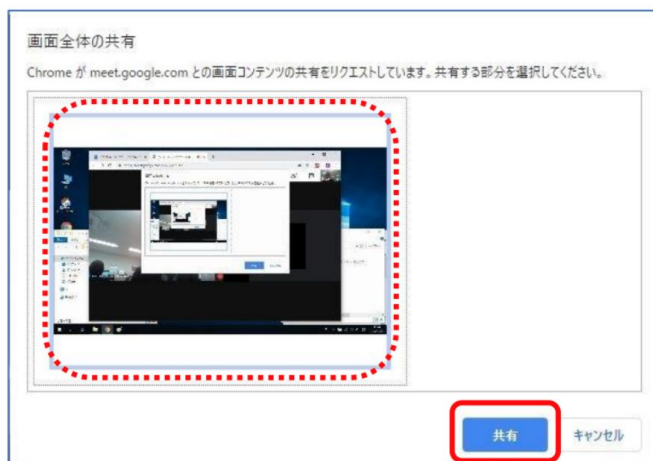 画面全体の共有
Chrome が meet.google.com との画面コンテンツの共有をリクエストしています。共有する部分を選択してください。
共有
キャンセル